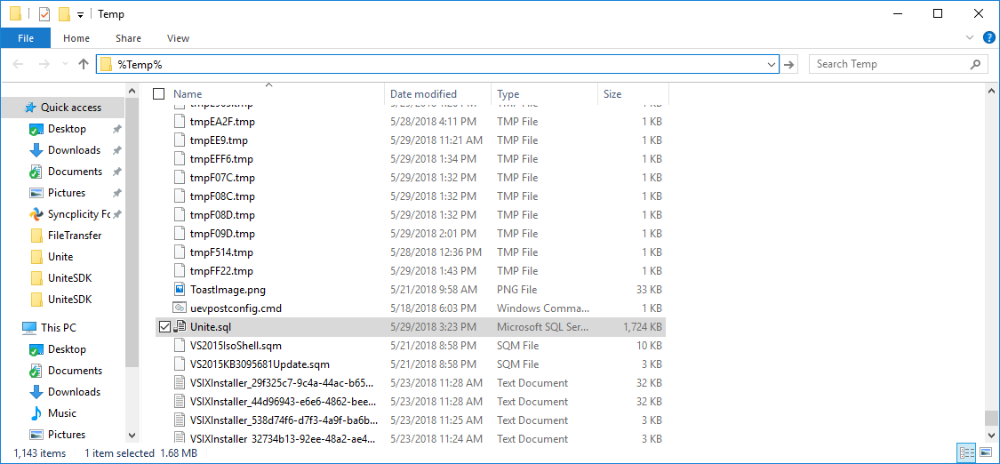 Temp
File Home Share View
%Temp% Search Temp
Name Date modified Type Size
tmpEA2F.tmp 5/28/2018 4:11 PM TMP File 1 KB
tmpEE9.tmp 5/29/2018 11:21 AM TMP File 1 KB
tmpEFF6.tmp 5/29/2018 1:34 PM TMP File 1 KB
tmpF07C.tmp 5/29/2018 1:32 PM TMP File 1 KB
tmpF08C.tmp 5/29/2018 1:32 PM TMP File 1 KB
tmpF08D.tmp 5/29/2018 1:32 PM TMP File 1 KB
tmpF09D.tmp 5/29/2018 2:01 PM TMP File 1 KB
tmpF514.tmp 5/28/2018 12:36 PM TMP File 1 KB
tmpFF22.tmp 5/29/2018 1:43 PM TMP File 1 KB
ToastImage.png 5/21/2018 9:58 AM PNG File 33 KB
uevpostconfig.cmd 5/18/2018 6:03 PM Windows Comma... 1 KB
Unite.sql 5/29/2018 3:23 PM Microsoft SQL Ser... 1,724 KB
VS2015IsoShell.sqm 5/21/2018 8:58 PM SQM File 10 KB
VS2015KB3095681Update.sqm 5/21/2018 8:58 PM SQM File 3 KB
VSIXInstaller_29f325c7-9c4a-44ac-b65... 5/23/2018 11:28 AM Text Document 32 KB
VSIXInstaller_44d96943-e6e6-4862-bee... 5/23/2018 11:28 AM Text Document 32 KB
VSIXInstaller_538d74f6-d7f3-4a9f-ba6b... 5/23/2018 11:25 AM Text Document 3 KB
VSIXInstaller_32734b13-92ee-48a2-ae4... 5/23/2018 11:24 AM Text Document 3 KB
Quick access
Desktop
Downloads
Documents
Pictures
Syncplicity Fo
FileTransfer
Unite
UniteSDK
UniteSDK
This PC
Desktop
Documents
Downloads
Music
Pictures
1,143 items 1 item selected 1.68 MB